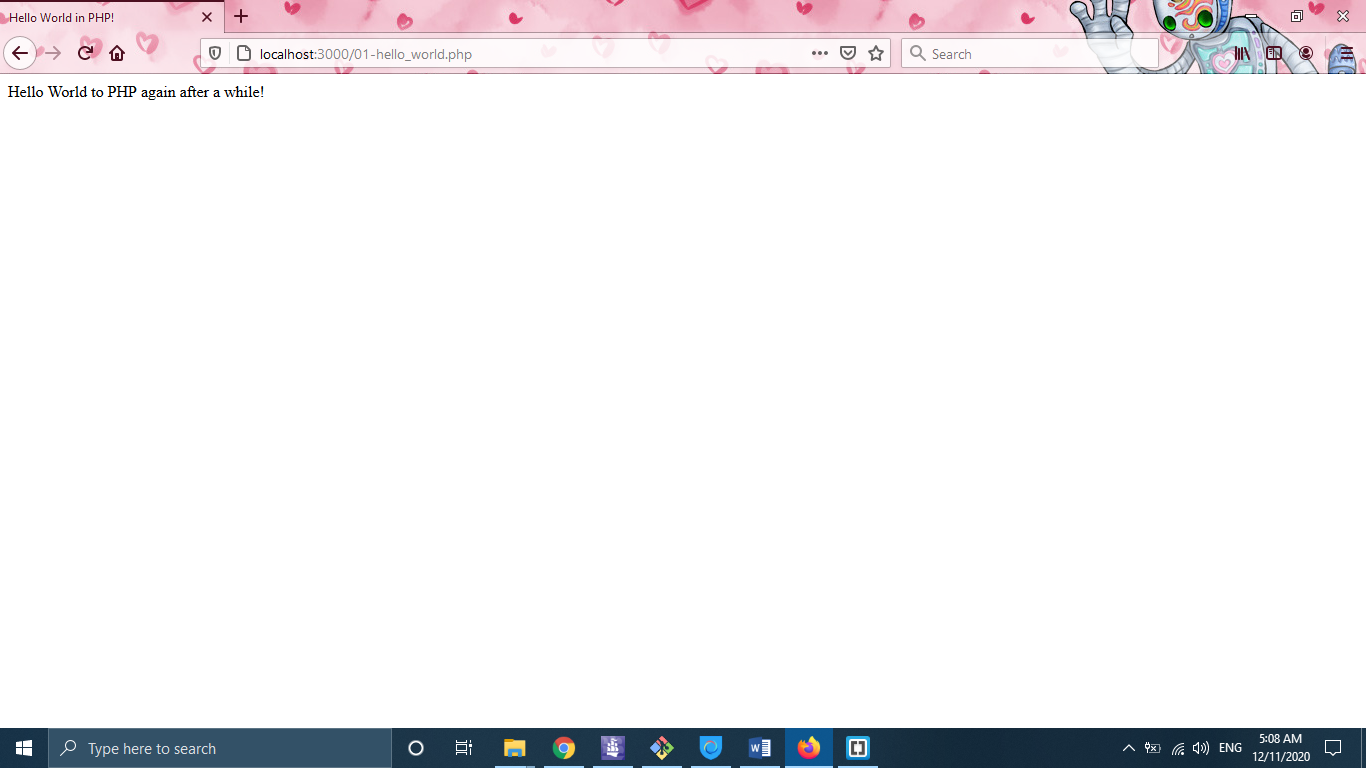 Hello World in PHP!
localhost:3000/01-hello_world.php
Search
Hello World to PHP again after a while!
Type here to search
ENG
5:08 AM
12/11/2020